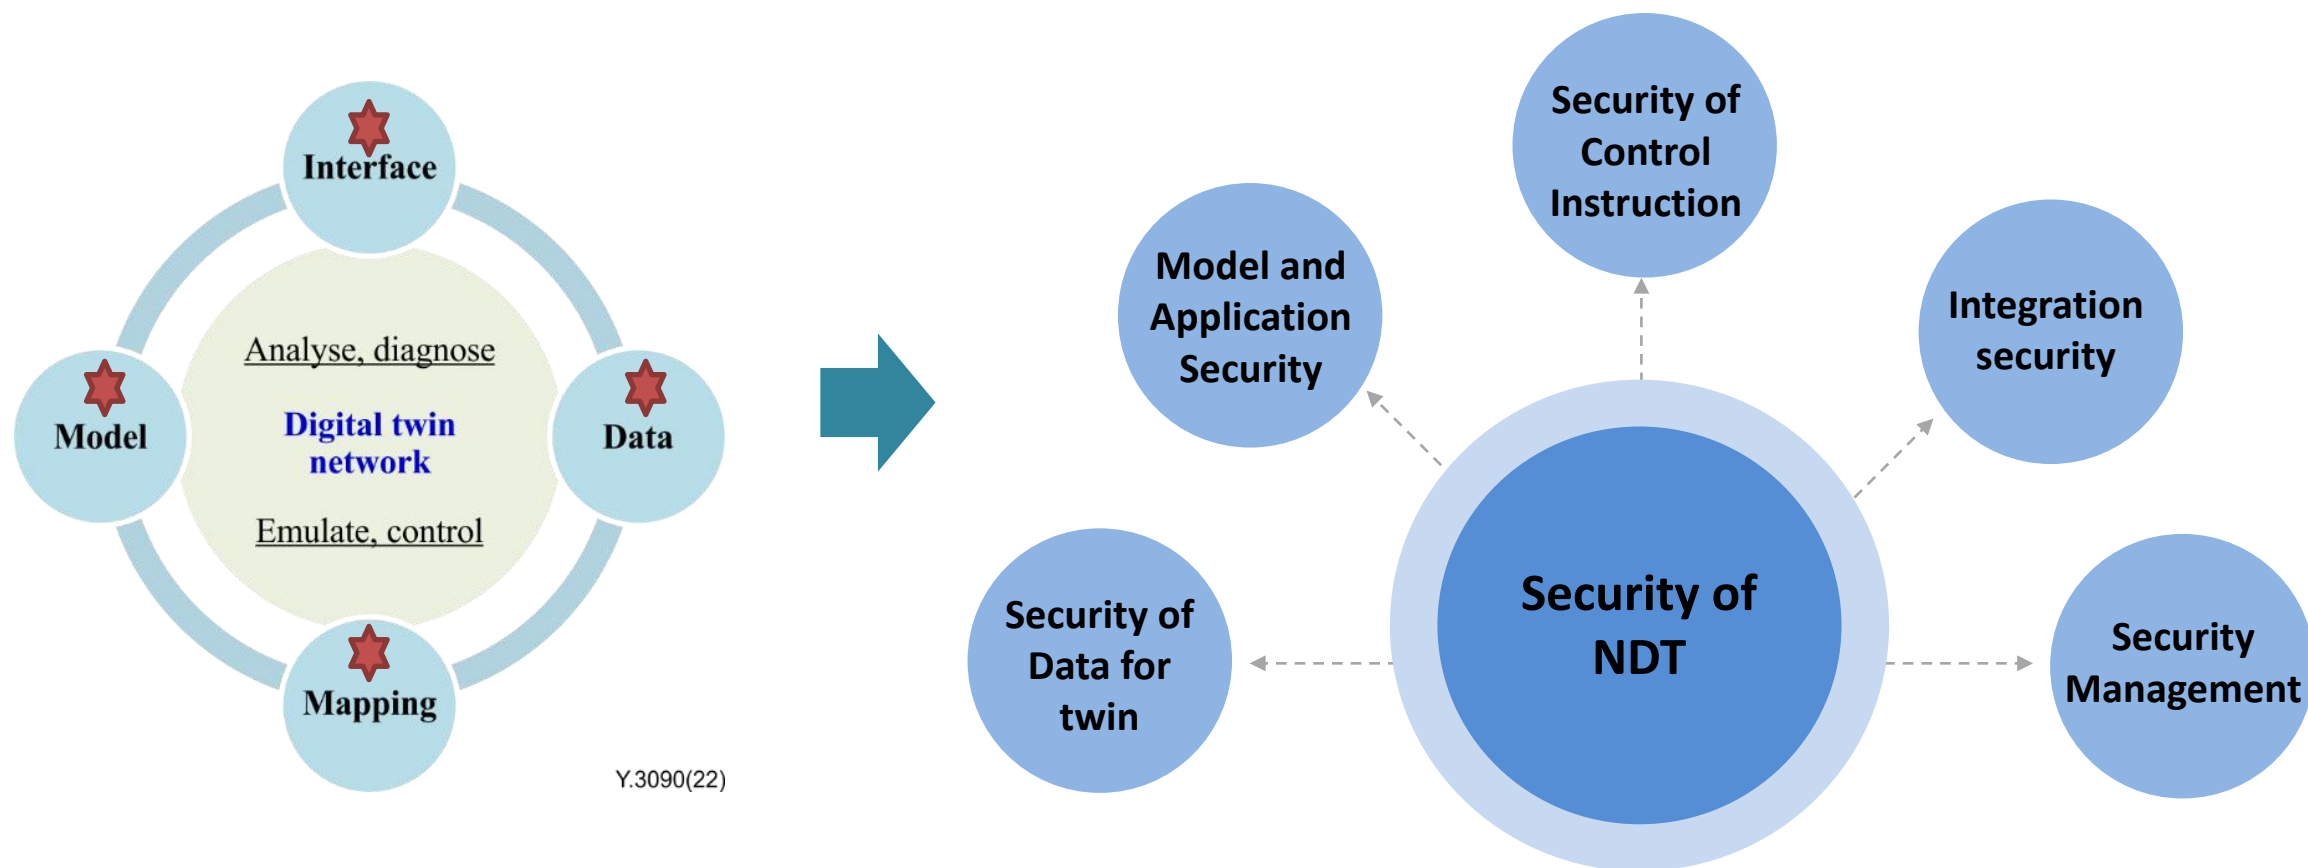 Interface
Model
Analyse, diagnose
Digital twin
network
Emulate, control
Data
Mapping
Y.3090(22)
Security of
Control
Instruction
Model and
Application
Security
Integration
security
Security of
Data for
twin
Security of
NDT
Security
Management